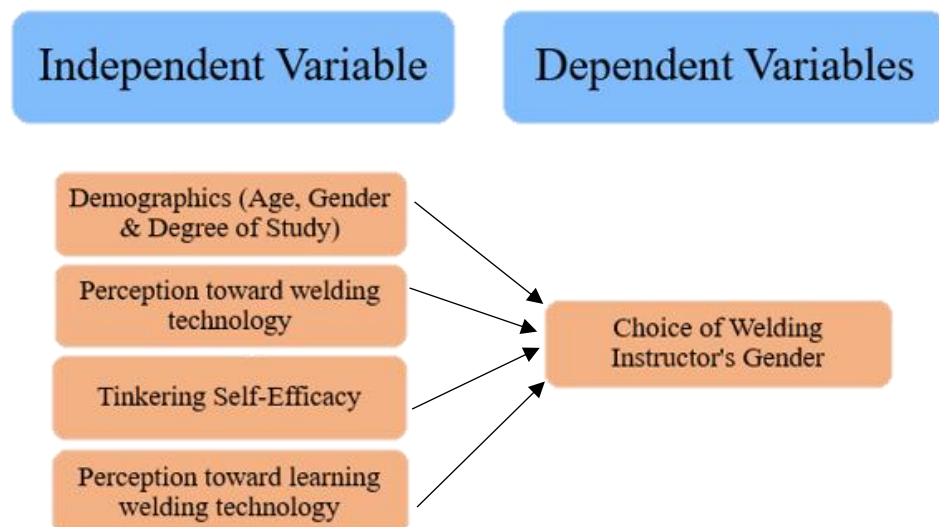 Independent Variable
Dependent Variables
Demographics (Age, Gender
& Degree of Study)
Perception toward welding
technology
Tinkering Self-Efficacy
Perception toward learning
welding technology
Choice of Welding
Instructor's Gender